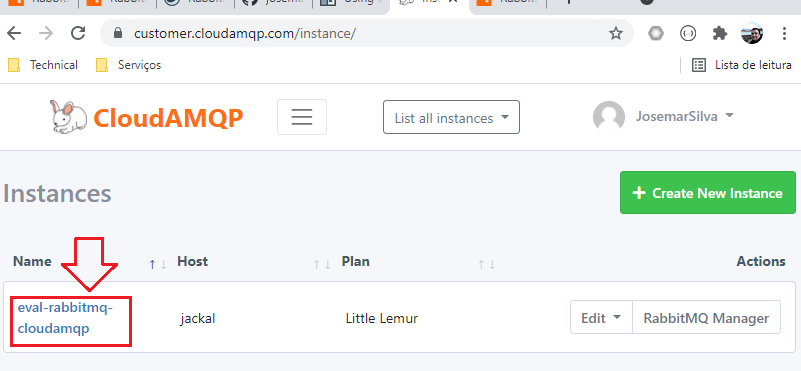 customer.cloudamqp.com/instance/
Technical Serviços Lista de leitura
CloudAMQP List all instances JosemarSilva
Instances
+ Create New Instance
Name Host Plan Actions
eval-rabbitmq-
cloudamqp
jackal Little Lemur Edit RabbitMQ Manager